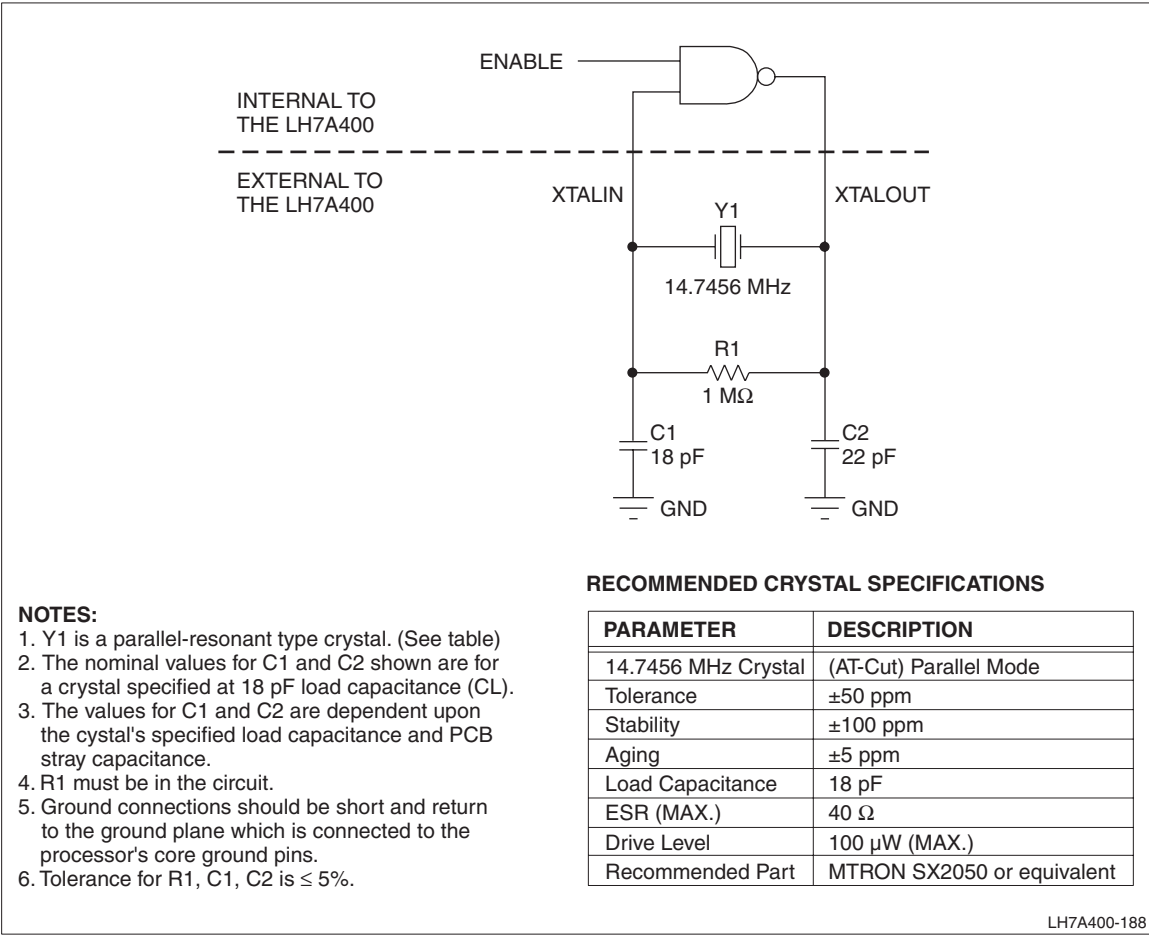 ENABLE
INTERNAL TO
THE LH7A400
EXTERNAL TO
THE LH7A400
XTALIN
XTALOUT
Y1
14.7456 MHz
R1
1 MΩ
C1
18 pF
C2
22 pF
GND
GND
NOTES:
1. Y1 is a parallel-resonant type crystal. (See table)
2. The nominal values for C1 and C2 shown are for
a crystal specified at 18 pF load capacitance (CL).
3. The values for C1 and C2 are dependent upon
the cystal's specified load capacitance and PCB
stray capacitance.
4. R1 must be in the circuit.
5. Ground connections should be short and return
to the ground plane which is connected to the
processor's core ground pins.
6. Tolerance for R1, C1, C2 is ≤ 5%.
RECOMMENDED CRYSTAL SPECIFICATIONS
PARAMETER DESCRIPTION
14.7456 MHz Crystal (AT-Cut) Parallel Mode
Tolerance ±50 ppm
Stability ±100 ppm
Aging ±5 ppm
Load Capacitance 18 pF
ESR (MAX.) 40 Ω
Drive Level 100 µW (MAX.)
Recommended Part MTRON SX2050 or equivalent
LH7A400-188